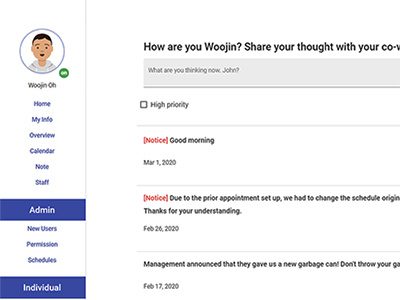 on
Woojin Oh
Home
My Info
Overview
Calendar
Note
Staff
Admin
New Users
Permission
Schedules
Individual
How are you Woojin? Share your thought with your co-w
What are you thinking now, John?
High priority
[Notice] Good morning
Mar 1, 2020
[Notice] Due to the prior appointment set up, we had to change the schedule origin
Thanks for your understanding.
Feb 26, 2020
Management announced that they gave us a new garbage can! Don't throw your ga
Feb 17, 2020